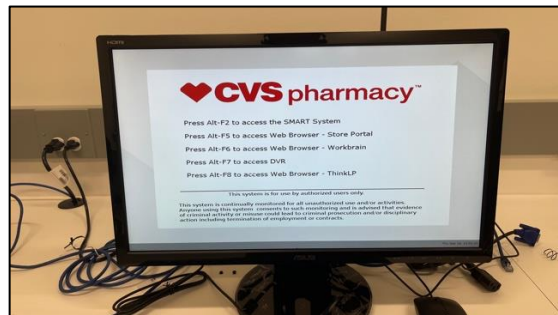 HDMI
CVS pharmacy™
Press Alt-F2 to access the SMART System
Press Alt-F5 to access Web Browser - Store Portal
Press Alt-F6 to access Web Browser - Workbrain
Press Alt-F7 to access DVR
Press Alt-F8 to access Web Browser - ThinkLP
This system is for use by authorized users only.
This system is continually monitored for all unauthorized use and/or activities.
Anyone using this system consents to such monitoring and is advised that evidence
of criminal activity or misuse could lead to criminal prosecution and/or disciplinary
action including termination of employment or contracts.
ASUS